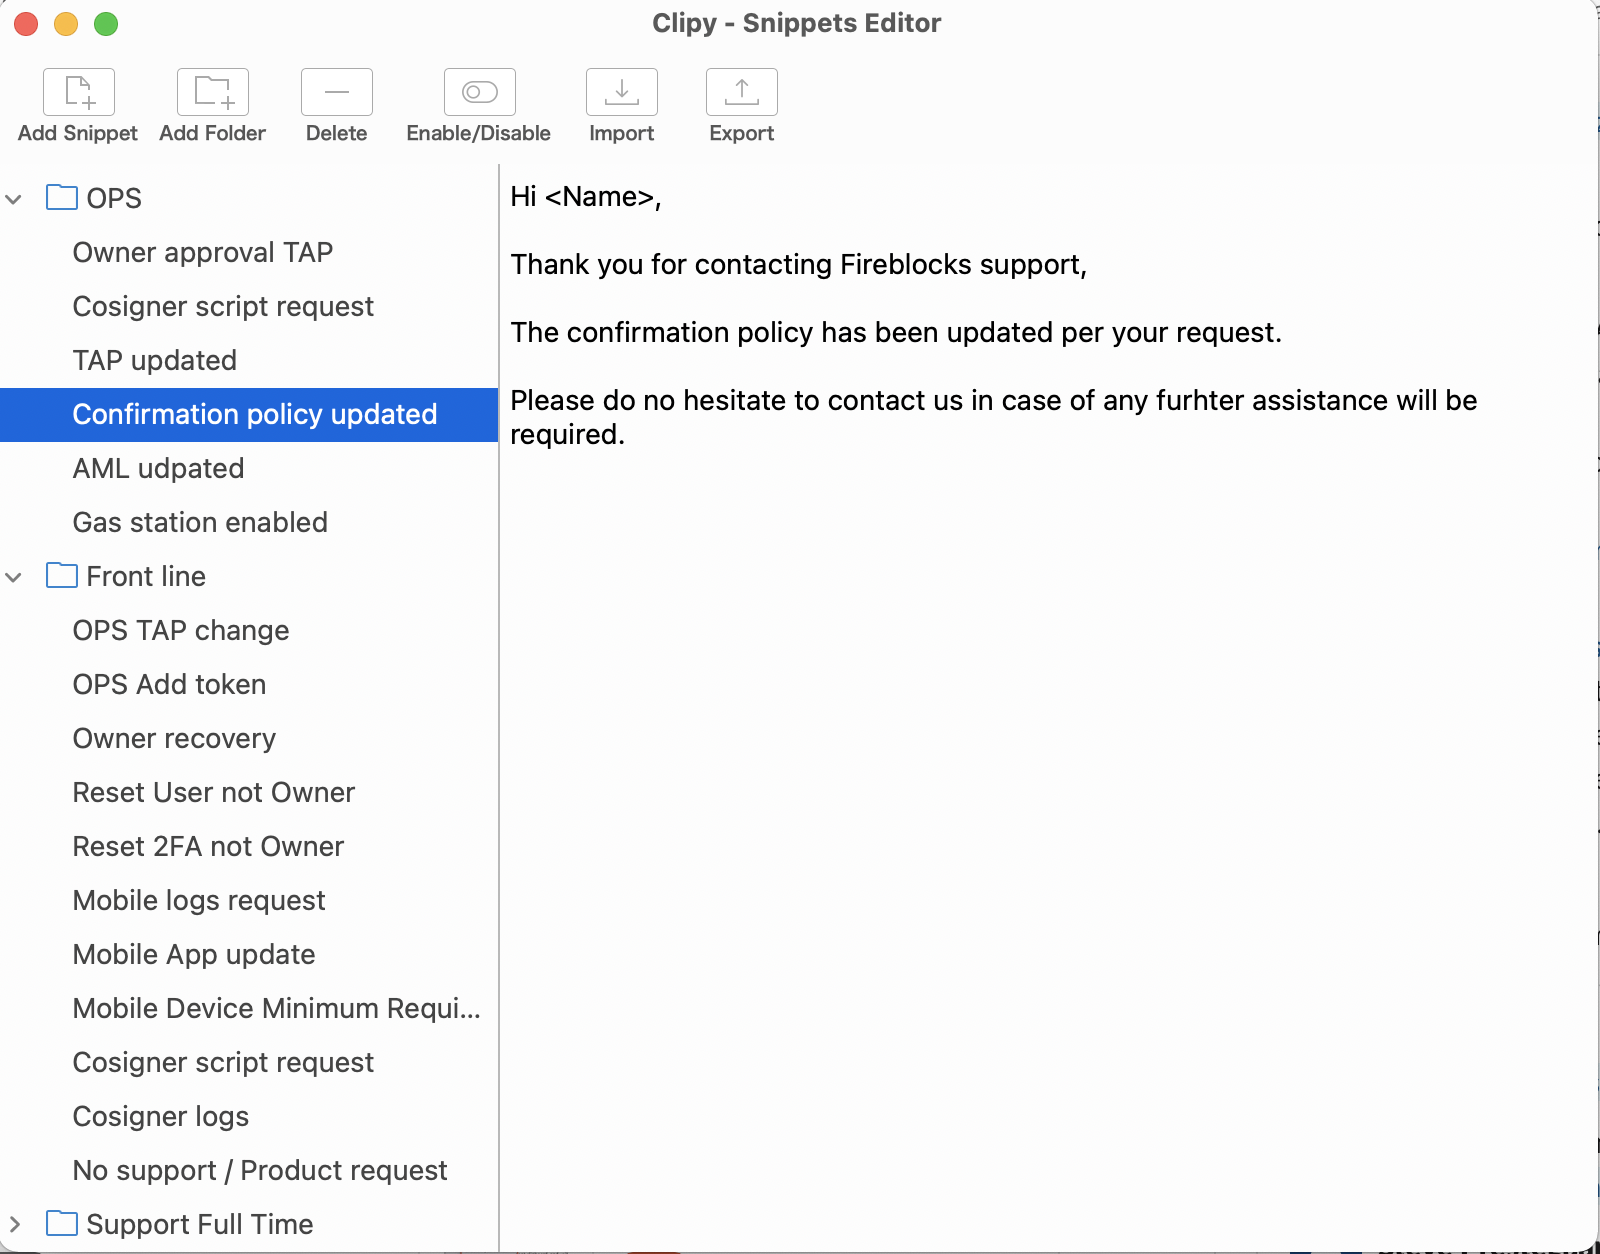 Clipy - Snippets Editor
Add Snippet
Add Folder
Delete
Enable/Disable
Import
Export
OPS
Owner approval TAP
Cosigner script request
TAP updated
Confirmation policy updated
AML udpated
Gas station enabled
Front line
OPS TAP change
OPS Add token
Owner recovery
Reset User not Owner
Reset 2FA not Owner
Mobile logs request
Mobile App update
Mobile Device Minimum Requi...
Cosigner script request
Cosigner logs
No support / Product request
Support Full Time
Hi <Name>,
Thank you for contacting Fireblocks support,
The confirmation policy has been updated per your request.
Please do no hesitate to contact us in case of any furhter assistance will be
required.